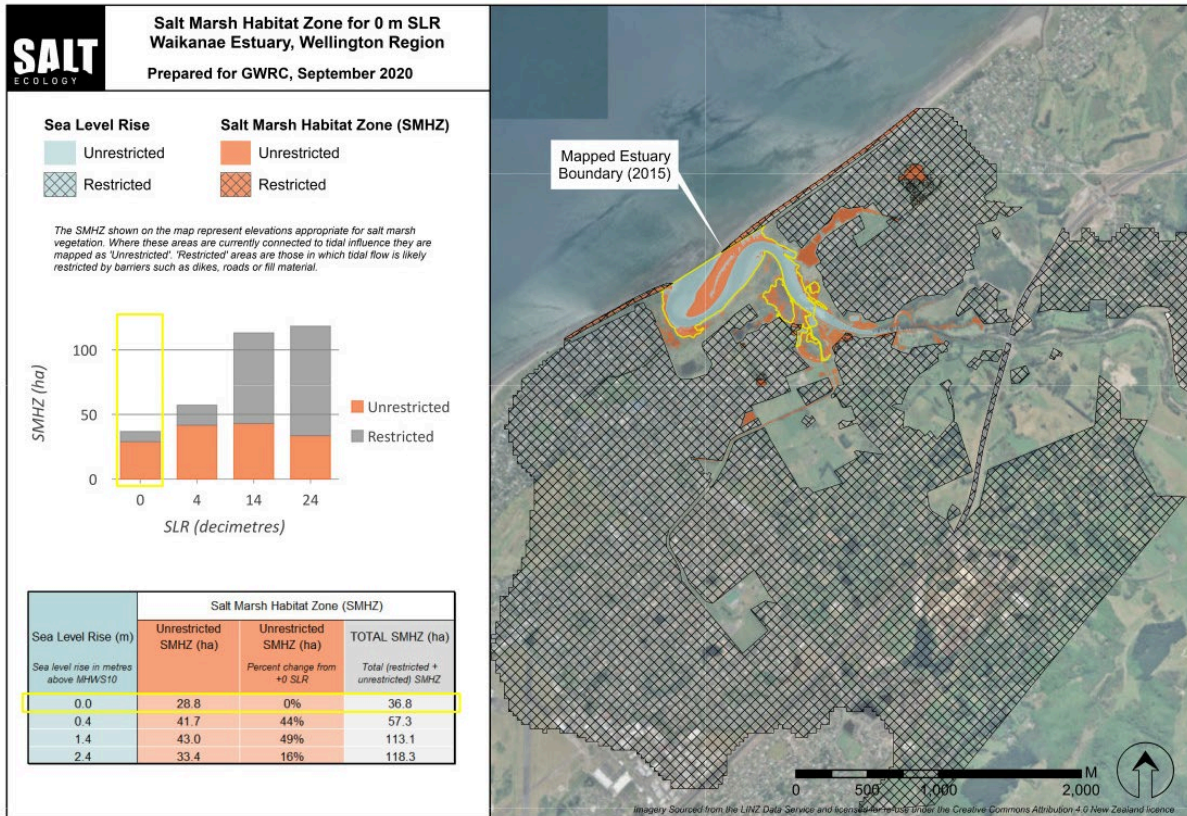 SALT
ECOLOGY
Salt Marsh Habitat Zone for 0 m SLR
Waikanae Estuary, Wellington Region
Prepared for GWRC, September 2020
Sea Level Rise
Unrestricted
Restricted
Salt Marsh Habitat Zone (SMHZ)
Unrestricted
Restricted
The SMHZ shown on the map represent elevations appropriate for salt marsh
vegetation. Where these areas are currently connected to tidal influence they are
mapped as 'Unrestricted'. 'Restricted' areas are those in which tidal flow is likely
restricted by barriers such as dikes, roads or fill material.
SMHZ (ha)
100
50
0
0 4 14 24
SLR (decimetres)
Unrestricted
Restricted
Salt Marsh Habitat Zone (SMHZ)
Sea Level Rise (m)
Unrestricted
SMHZ (ha)
Unrestricted
SMHZ (ha)
TOTAL SMHZ (ha)
Sea level rise in metres
above MHWS10
Percent change from
+0 SLR
Total (restricted +
unrestricted) SMHZ
0.0 28.8 0% 36.8
0.4 41.7 44% 57.3
1.4 43.0 49% 113.1
2.4 33.4 16% 118.3
Mapped Estuary
Boundary (2015)
M
0 500 1,000 2,000
Imagery Sourced from the LINZ Data Service and licensed for re-use under the Creative Commons Attribution 4.0 New Zealand licence